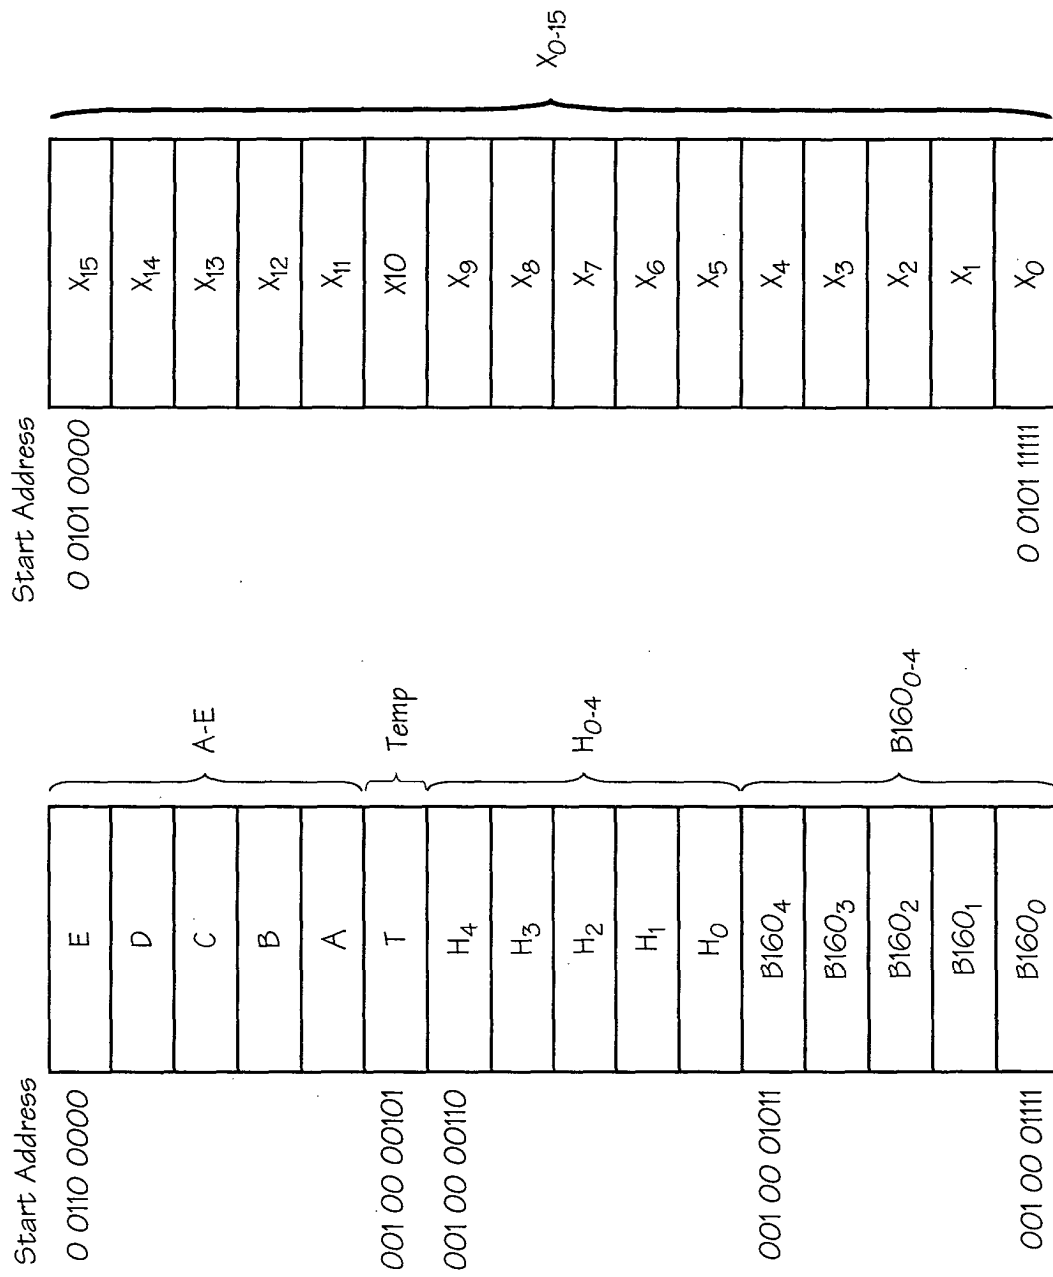 Start Address
0 0110 0000
E
D
C
B
A
A-E
001 00 00101
T
Temp
001 00 00110
H4
H3
H2
H1
H0
H0-4
001 00 01011
B1604
B1603
B1602
B1601
001 00 01111
B1600
B1600-4
Start Address
0 0101 0000
X15
X14
X13
X12
X11
X10
X9
X8
X7
X6
X5
X4
X3
X2
X1
0 0101 11111
X0
X0-15